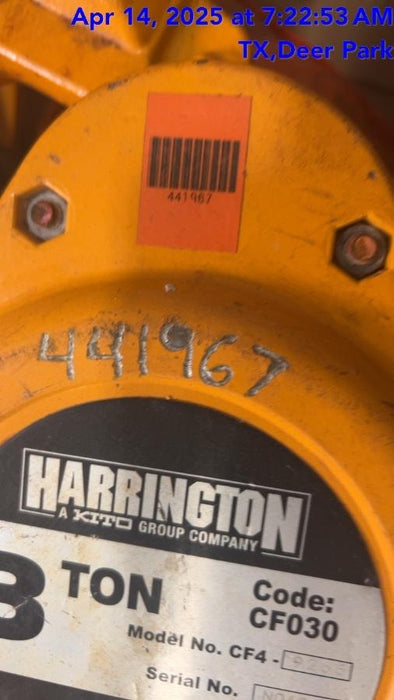 Apr 14, 2025 at 7:22:53 AM
TX,Deer Park
441967
441967
HARRINGTON
A KITO GROUP COMPANY
3 TON
Code:
CF030
Model No. CF4 -
Serial No.